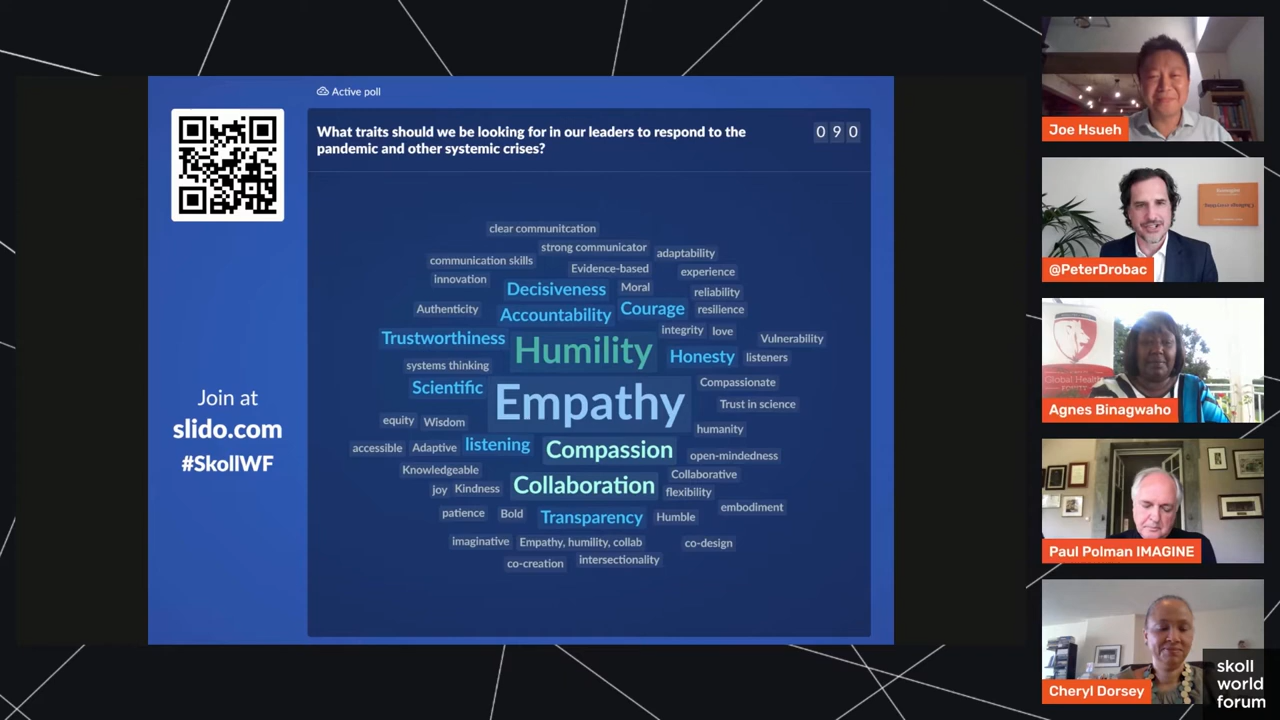 Active poll
What traits should we be looking for in our leaders to respond to the
pandemic and other systemic crises?
090
Join at
slido.com
#SkollWF
clear communitcation
strong communicator
adaptability
communication skills
Evidence-based
experience
innovation
Decisiveness
Moral
reliability
Authenticity
Accountability
Courage
resilience
Trustworthiness
Humility
integrity
love
Vulnerability
systems thinking
Honesty
listeners
Scientific
Empathy
Compassionate
Trust in science
equity
Wisdom
humanity
accessible
Adaptive
listening
Compassion
open-mindedness
Knowledgeable
Collaboration
Collaborative
joy
Kindness
flexibility
patience
Bold
Transparency
Humble
embodiment
imaginative
Empathy, humility, collab
co-design
co-creation
intersectionality
Joe Hsueh
@PeterDrobac
Global Health
Agnes Binagwaho
Paul Polman IMAGINE
Cheryl Dorsey
skoll
world
forum